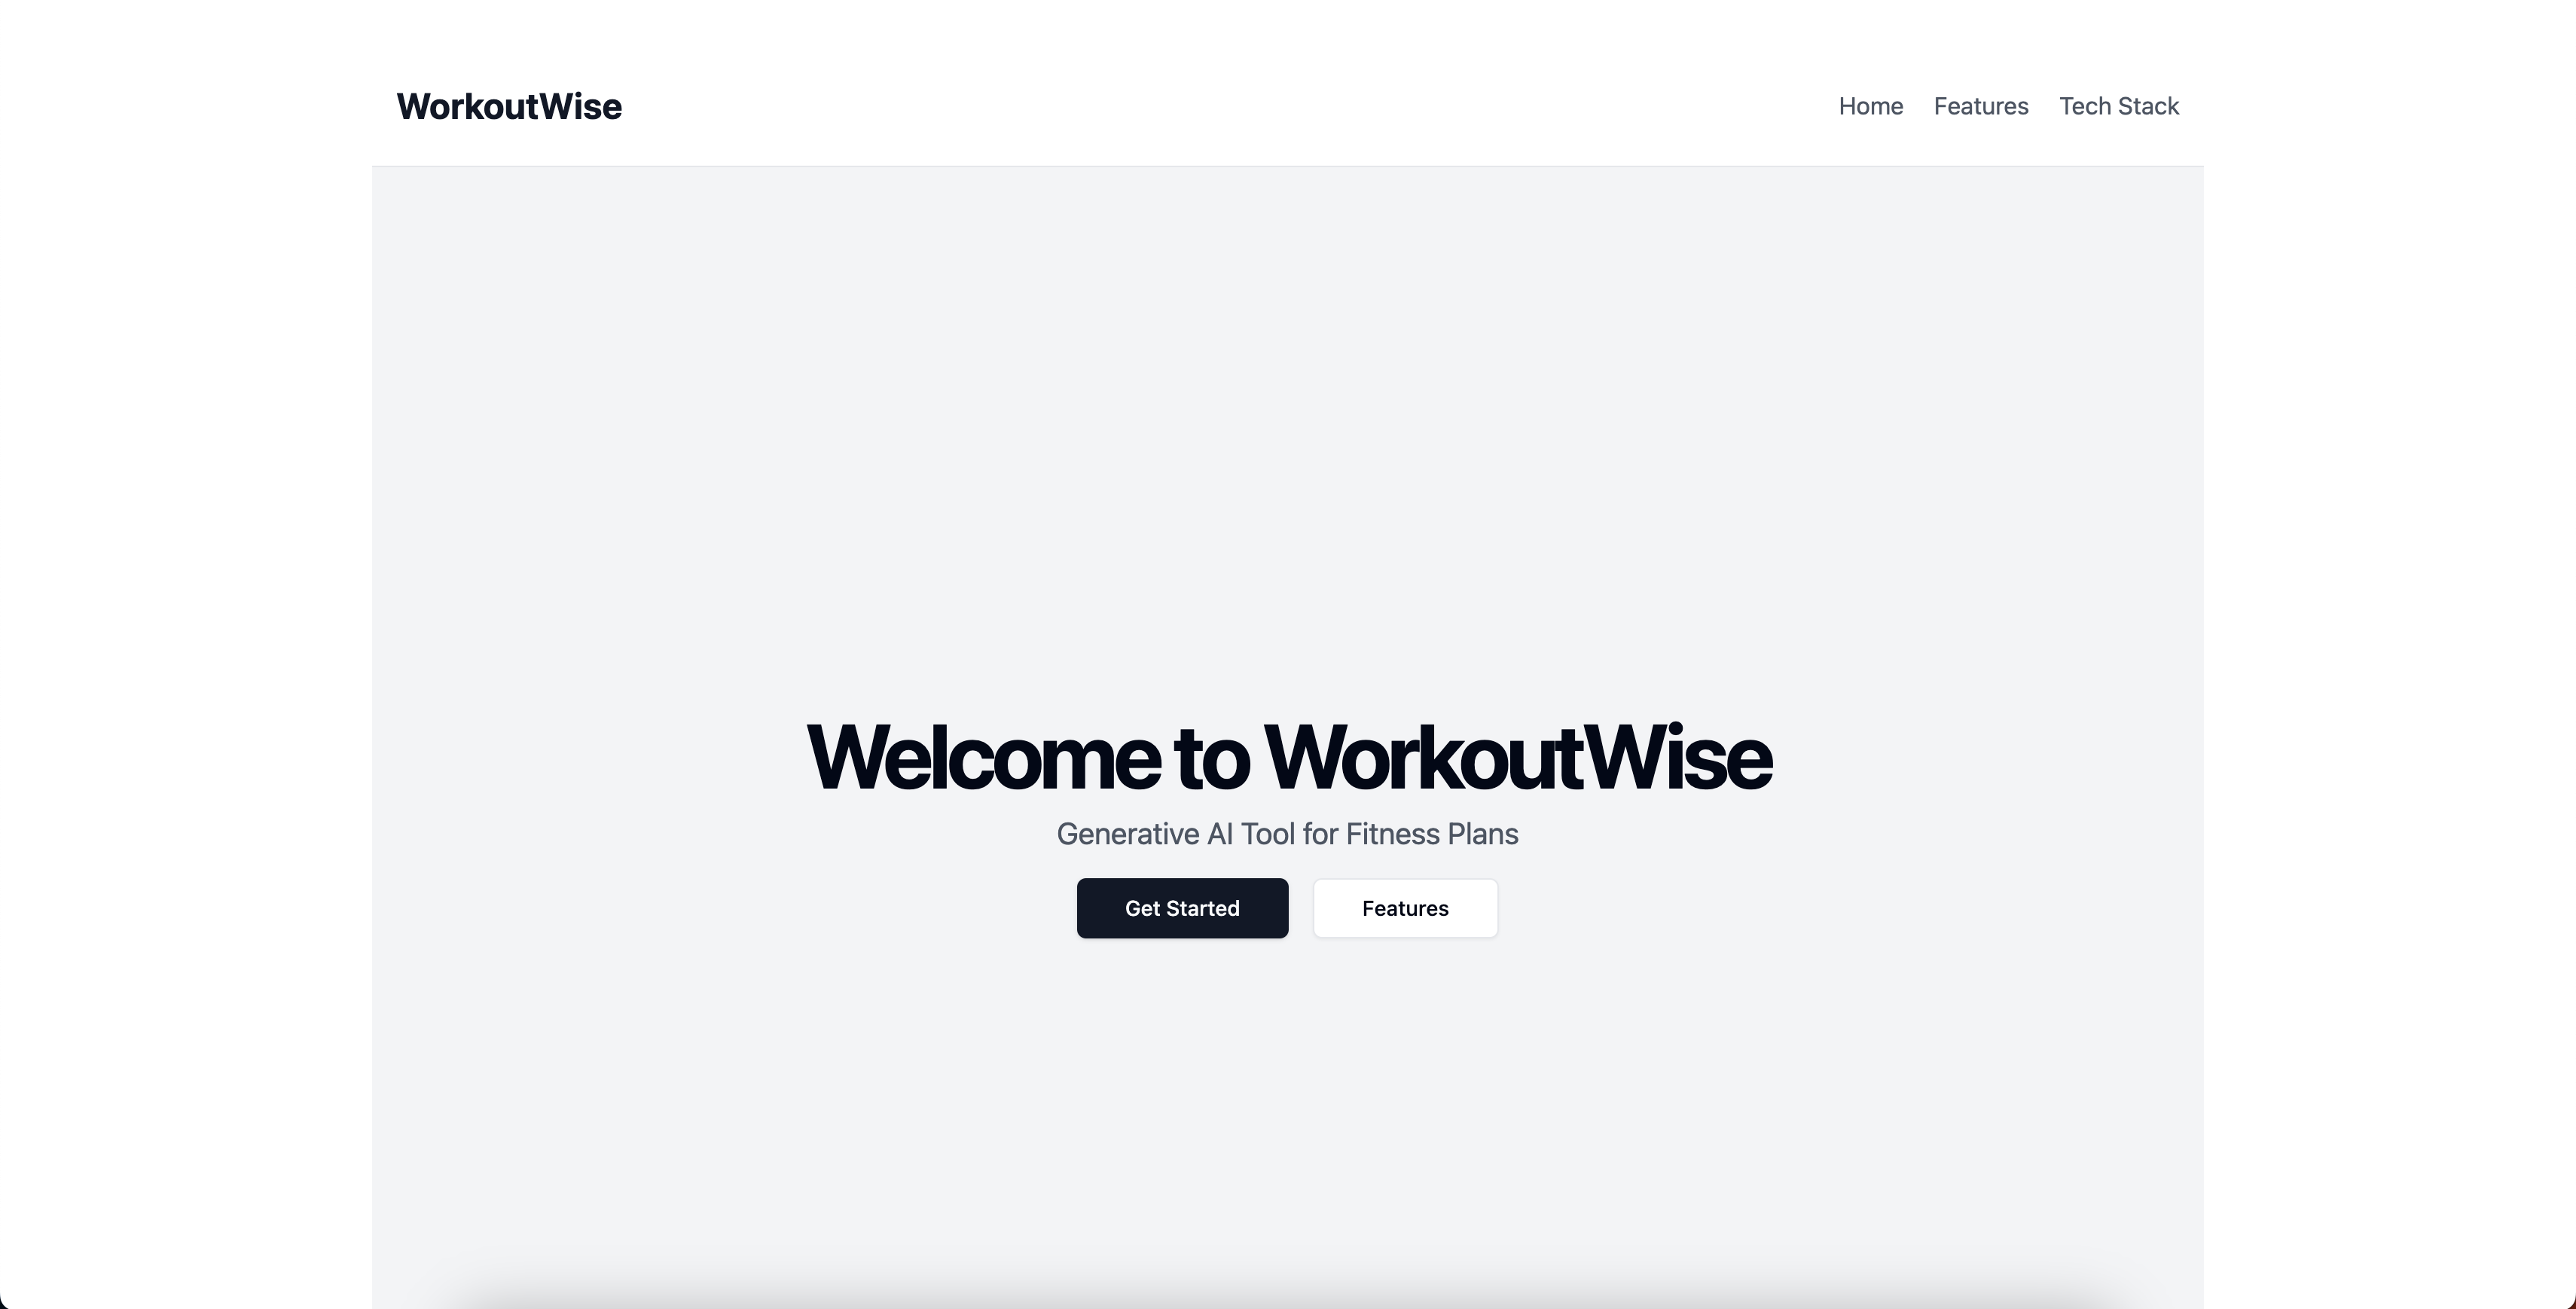 WorkoutWise
Home Features Tech Stack
Welcome to WorkoutWise
Generative AI Tool for Fitness Plans
Get Started Features